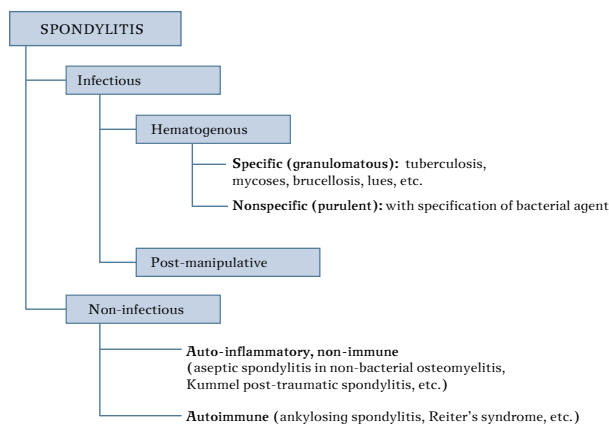 SPONDYLITIS
Infectious
Hematogenous
Specific (granulomatous): tuberculosis,
mycoses, brucellosis, lues, etc.
Nonspecific (purulent): with specification of bacterial agent
Post-manipulative
Non-infectious
Auto-inflammatory, non-immune
(aseptic spondylitis in non-bacterial osteomyelitis,
Kummel post-traumatic spondylitis, etc.)
Autoimmune (ankylosing spondylitis, Reiter's syndrome, etc.)